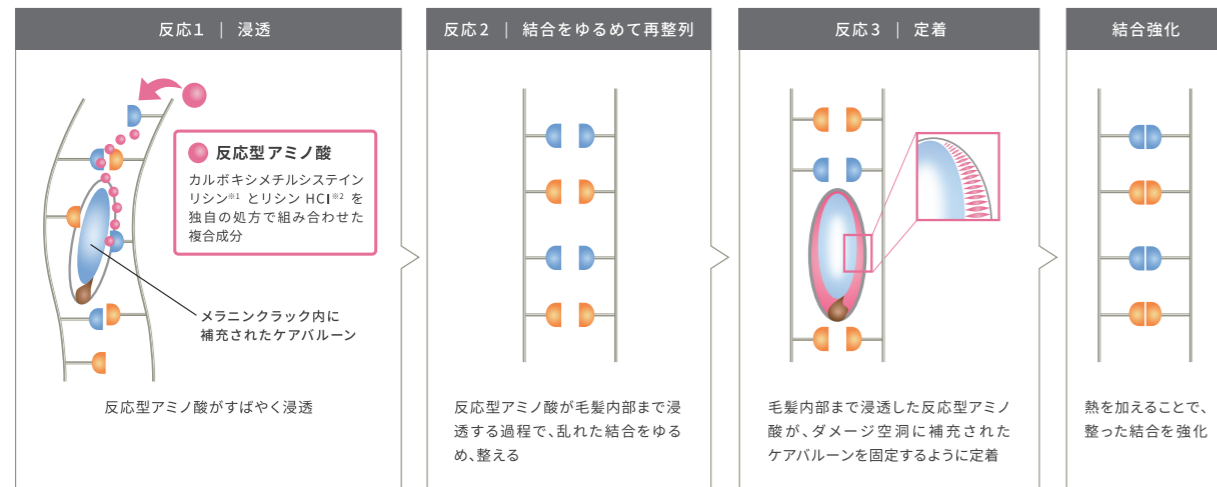 反応1 | 浸透
反応型アミノ酸
カルボキシメチルシステイン
リシン※1 とリシン HCl※2 を
独自の処方で組み合わせた
複合成分
メラニンクラック内に
補充されたケアバルーン
反応型アミノ酸がすばやく浸透
反応2 | 結合をゆるめて再整列
反応型アミノ酸が毛髪内部まで浸
透する過程で、乱れた結合をゆる
め、整える
反応3 | 定着
毛髪内部まで浸透した反応型アミノ
酸が、ダメージ空洞に補充された
ケアバルーンを固定するように定着
結合強化
熱を加えることで、
整った結合を強化